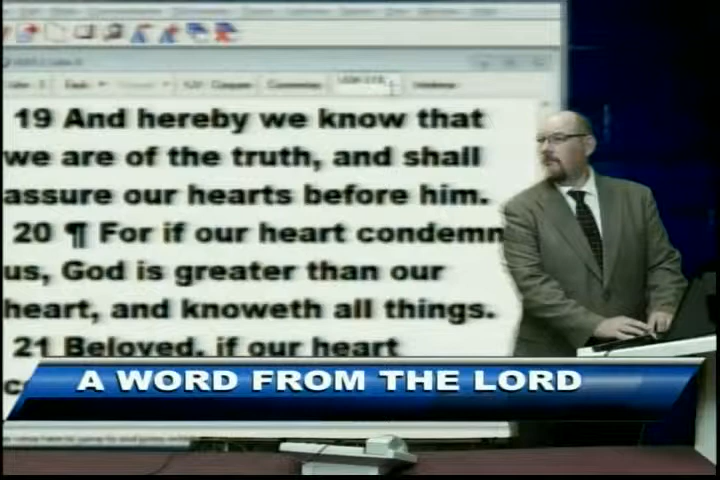 19 And hereby we know that
we are of the truth, and shall
assure our hearts before him.
20 ¶ For if our heart condemn
us, God is greater than our
heart, and knoweth all things.
21 Beloved, if our heart
A WORD FROM THE LORD